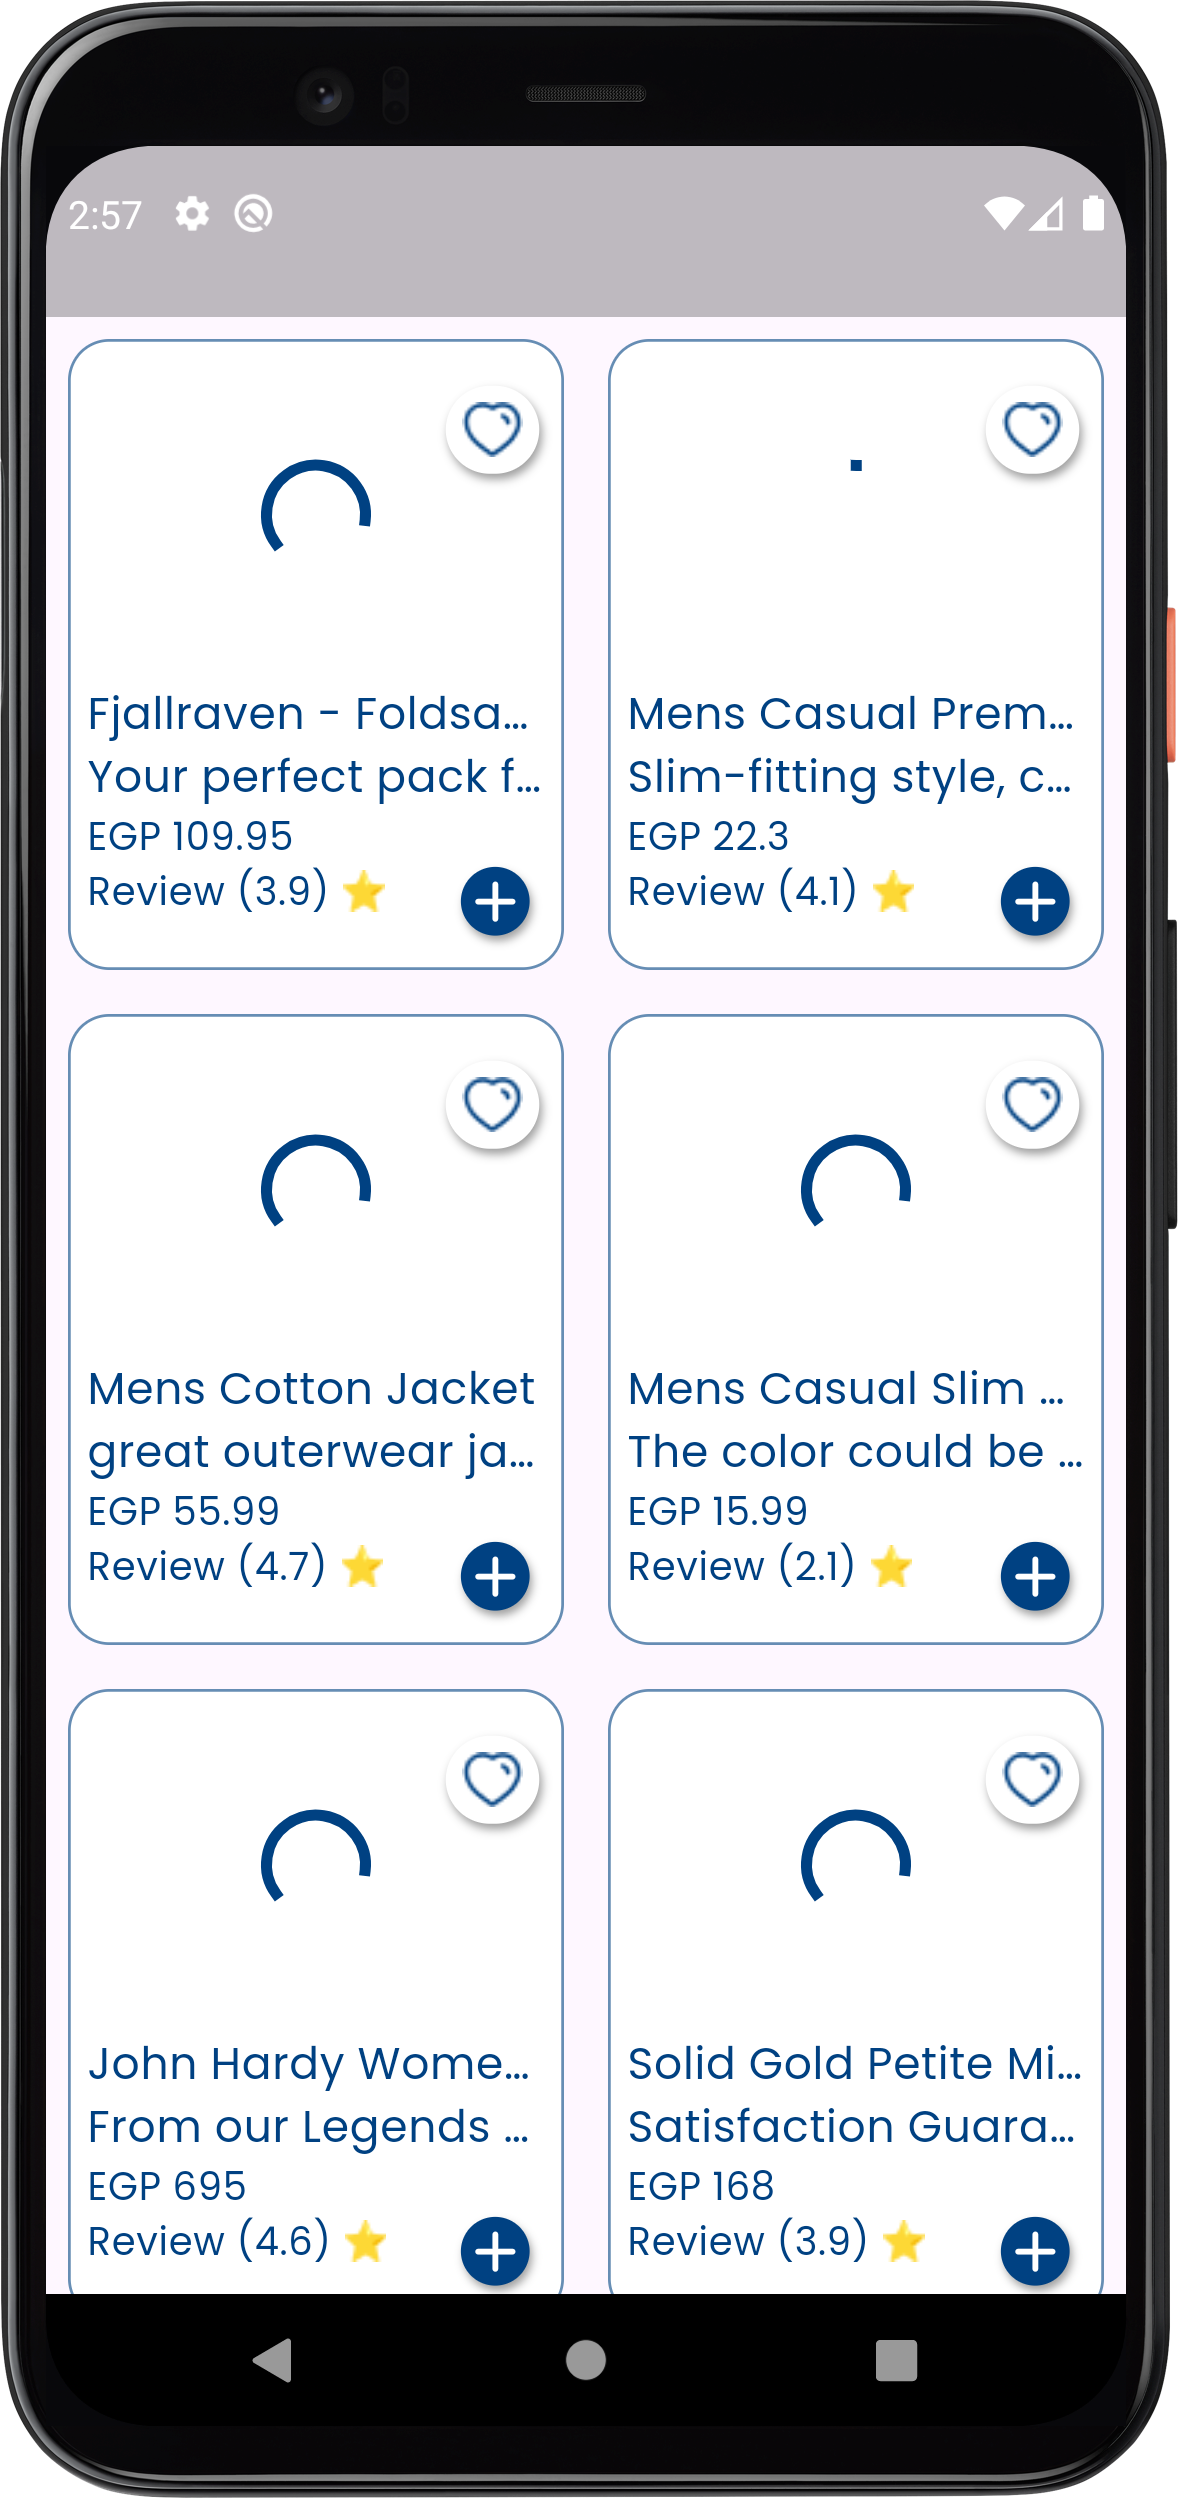 2:57
Fjallraven - Foldsa...
Your perfect pack f...
EGP 109.95
Review (3.9) ⭐
Mens Casual Prem...
Slim-fitting style, c...
EGP 22.3
Review (4.1) ⭐
Mens Cotton Jacket
great outerwear ja...
EGP 55.99
Review (4.7) ⭐
Mens Casual Slim ...
The color could be ...
EGP 15.99
Review (2.1) ⭐
John Hardy Wome...
From our Legends ...
EGP 695
Review (4.6) ⭐
Solid Gold Petite Mi...
Satisfaction Guara...
EGP 168
Review (3.9) ⭐